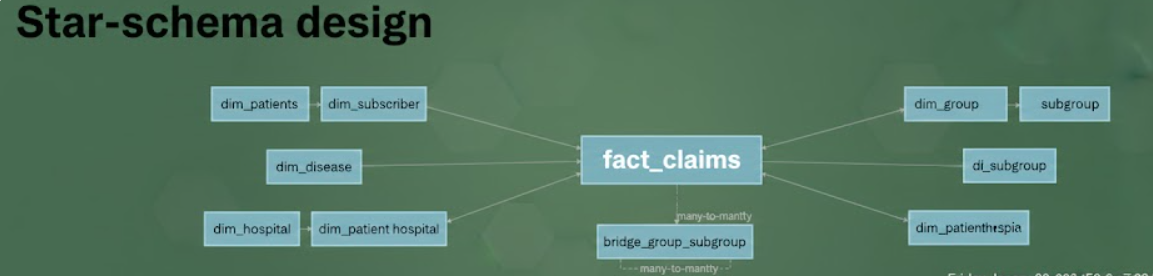 Star-schema design
dim_patients
dim_subscriber
dim_group
subgroup
fact_claims
dim_disease
di_subgroup
dim_hospital
dim_patient hospital
dim_patienthrspia
many-to-mantty
bridge_group_subgroup
many-to-mantty